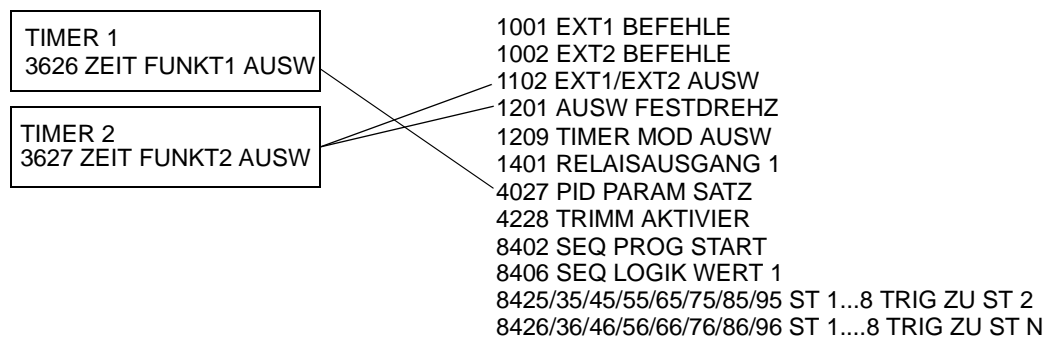 TIMER 1
3626 ZEIT FUNKT1 AUSW
TIMER 2
3627 ZEIT FUNKT2 AUSW
1001 EXT1 BEFEHLE
1002 EXT2 BEFEHLE
1102 EXT1/EXT2 AUSW
1201 AUSW FESTDREHZ
1209 TIMER MOD AUSW
1401 RELAISAUSGANG 1
4027 PID PARAM SATZ
4228 TRIMM AKTIVIER
8402 SEQ PROG START
8406 SEQ LOGIK WERT 1
8425/35/45/55/65/75/85/95 ST 1...8 TRIG ZU ST 2
8426/36/46/56/66/76/86/96 ST 1....8 TRIG ZU ST N